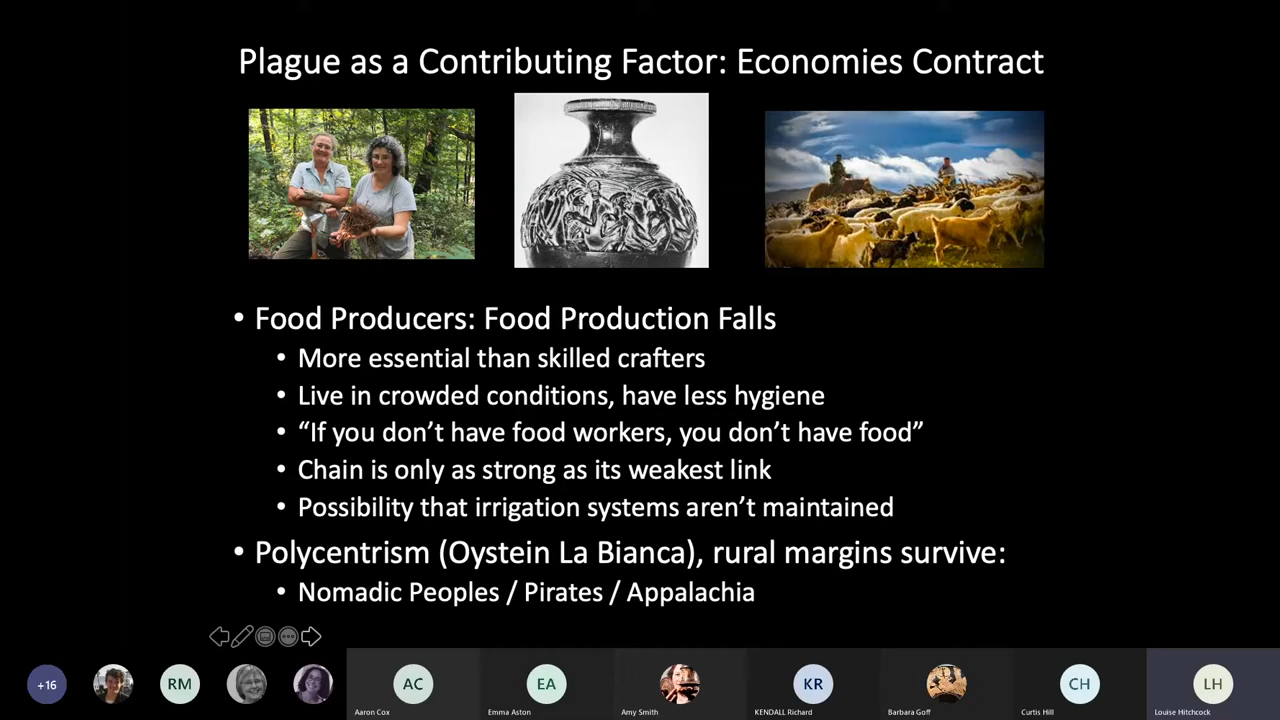 Plague as a Contributing Factor: Economies Contract
• Food Producers: Food Production Falls
• More essential than skilled crafters
• Live in crowded conditions, have less hygiene
• “If you don’t have food workers, you don’t have food”
• Chain is only as strong as its weakest link
• Possibility that irrigation systems aren’t maintained
• Polycentrism (Oystein La Bianca), rural margins survive:
• Nomadic Peoples / Pirates / Appalachia
+16
RM
AC
EA
KR
CH
LH
Aaron Cox
Emma Aston
Amy Smith
KENDALL Richard
Barbara Goff
Curtis Hill
Louise Hitchcock